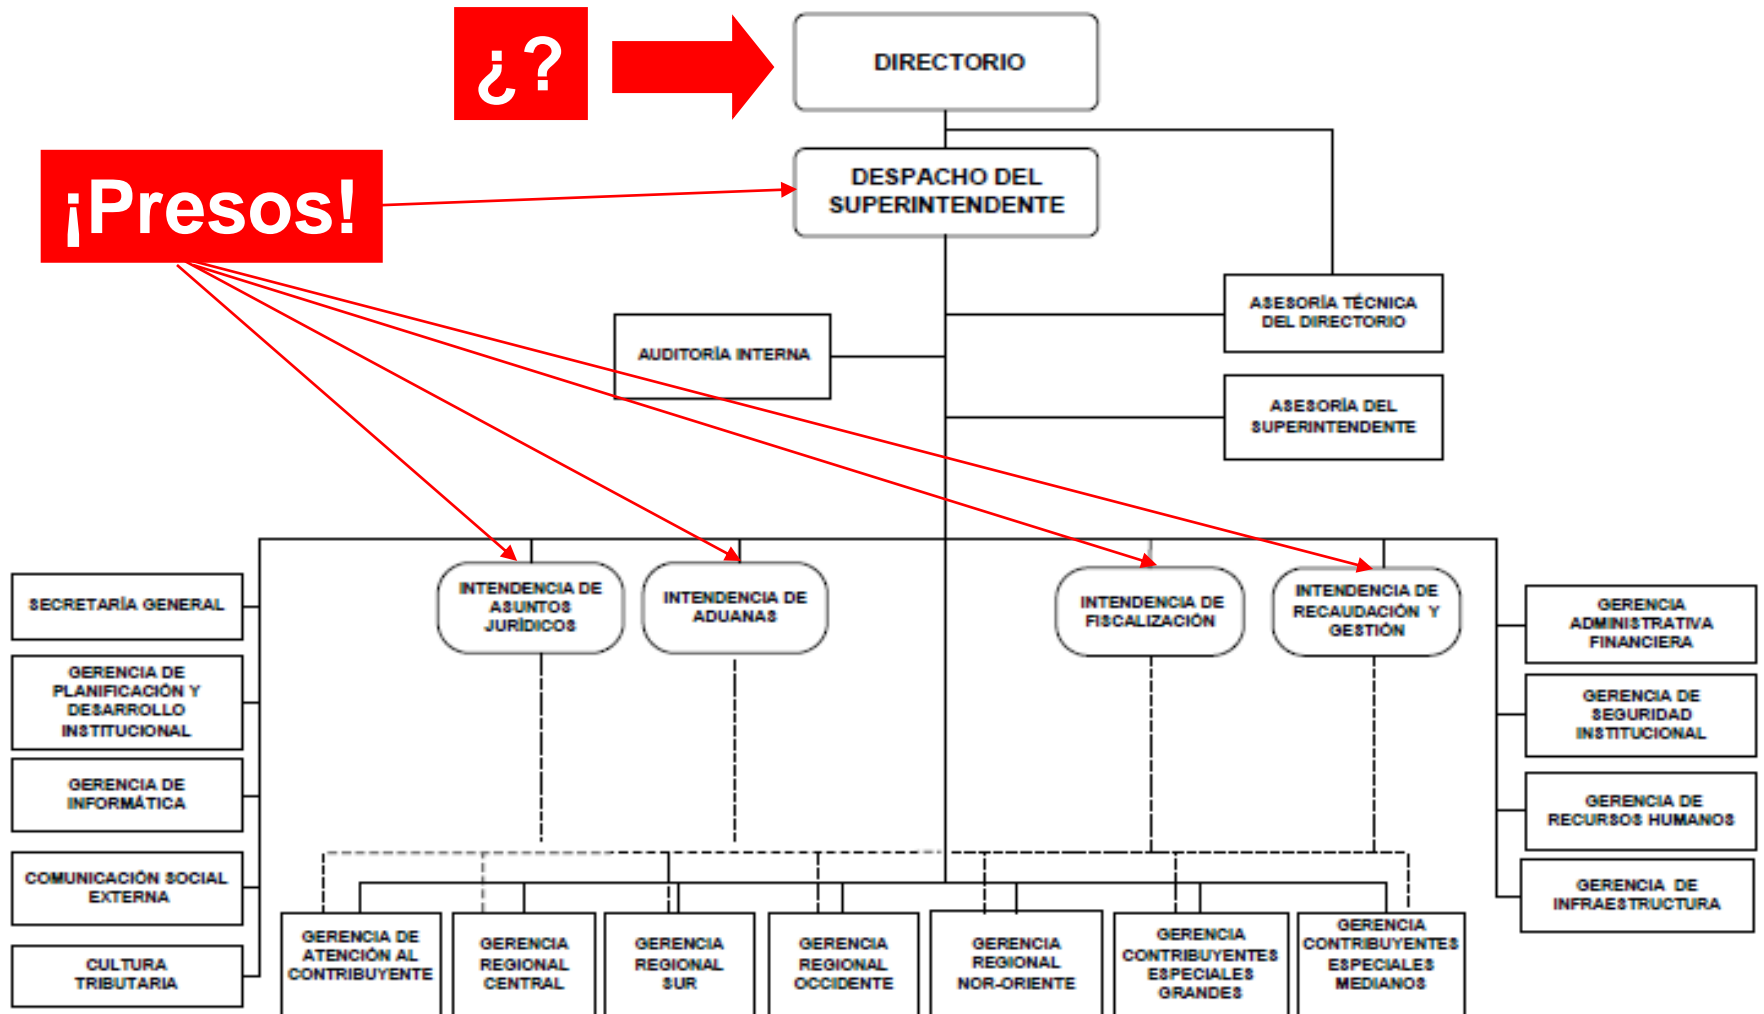 ¿?
DIRECTORIO
¡Presos!
DESPACHO DEL
SUPERINTENDENTE
ASESORÍA TÉCNICA
DEL DIRECTORIO
AUDITORÍA INTERNA
ASESORÍA DEL
SUPERINTENDENTE
SECRETARÍA GENERAL
GERENCIA DE
PLANIFICACIÓN Y
DESARROLLO
INSTITUCIONAL
GERENCIA DE
INFORMÁTICA
COMUNICACIÓN SOCIAL
EXTERNA
CULTURA
TRIBUTARIA
INTENDENCIA DE
ASUNTOS
JURÍDICOS
INTENDENCIA DE
ADUANAS
INTENDENCIA DE
FISCALIZACIÓN
INTENDENCIA DE
RECAUDACIÓN Y
GESTIÓN
GERENCIA
ADMINISTRATIVA
FINANCIERA
GERENCIA DE
SEGURIDAD
INSTITUCIONAL
GERENCIA DE
RECURSOS HUMANOS
GERENCIA DE
INFRAESTRUCTURA
GERENCIA DE
ATENCIÓN AL
CONTRIBUYENTE
GERENCIA
REGIONAL
CENTRAL
GERENCIA
REGIONAL
SUR
GERENCIA
REGIONAL
OCCIDENTE
GERENCIA
REGIONAL
NOR-ORIENTE
GERENCIA
CONTRIBUYENTES
ESPECIALES
GRANDES
GERENCIA
CONTRIBUYENTES
ESPECIALES
MEDIANOS